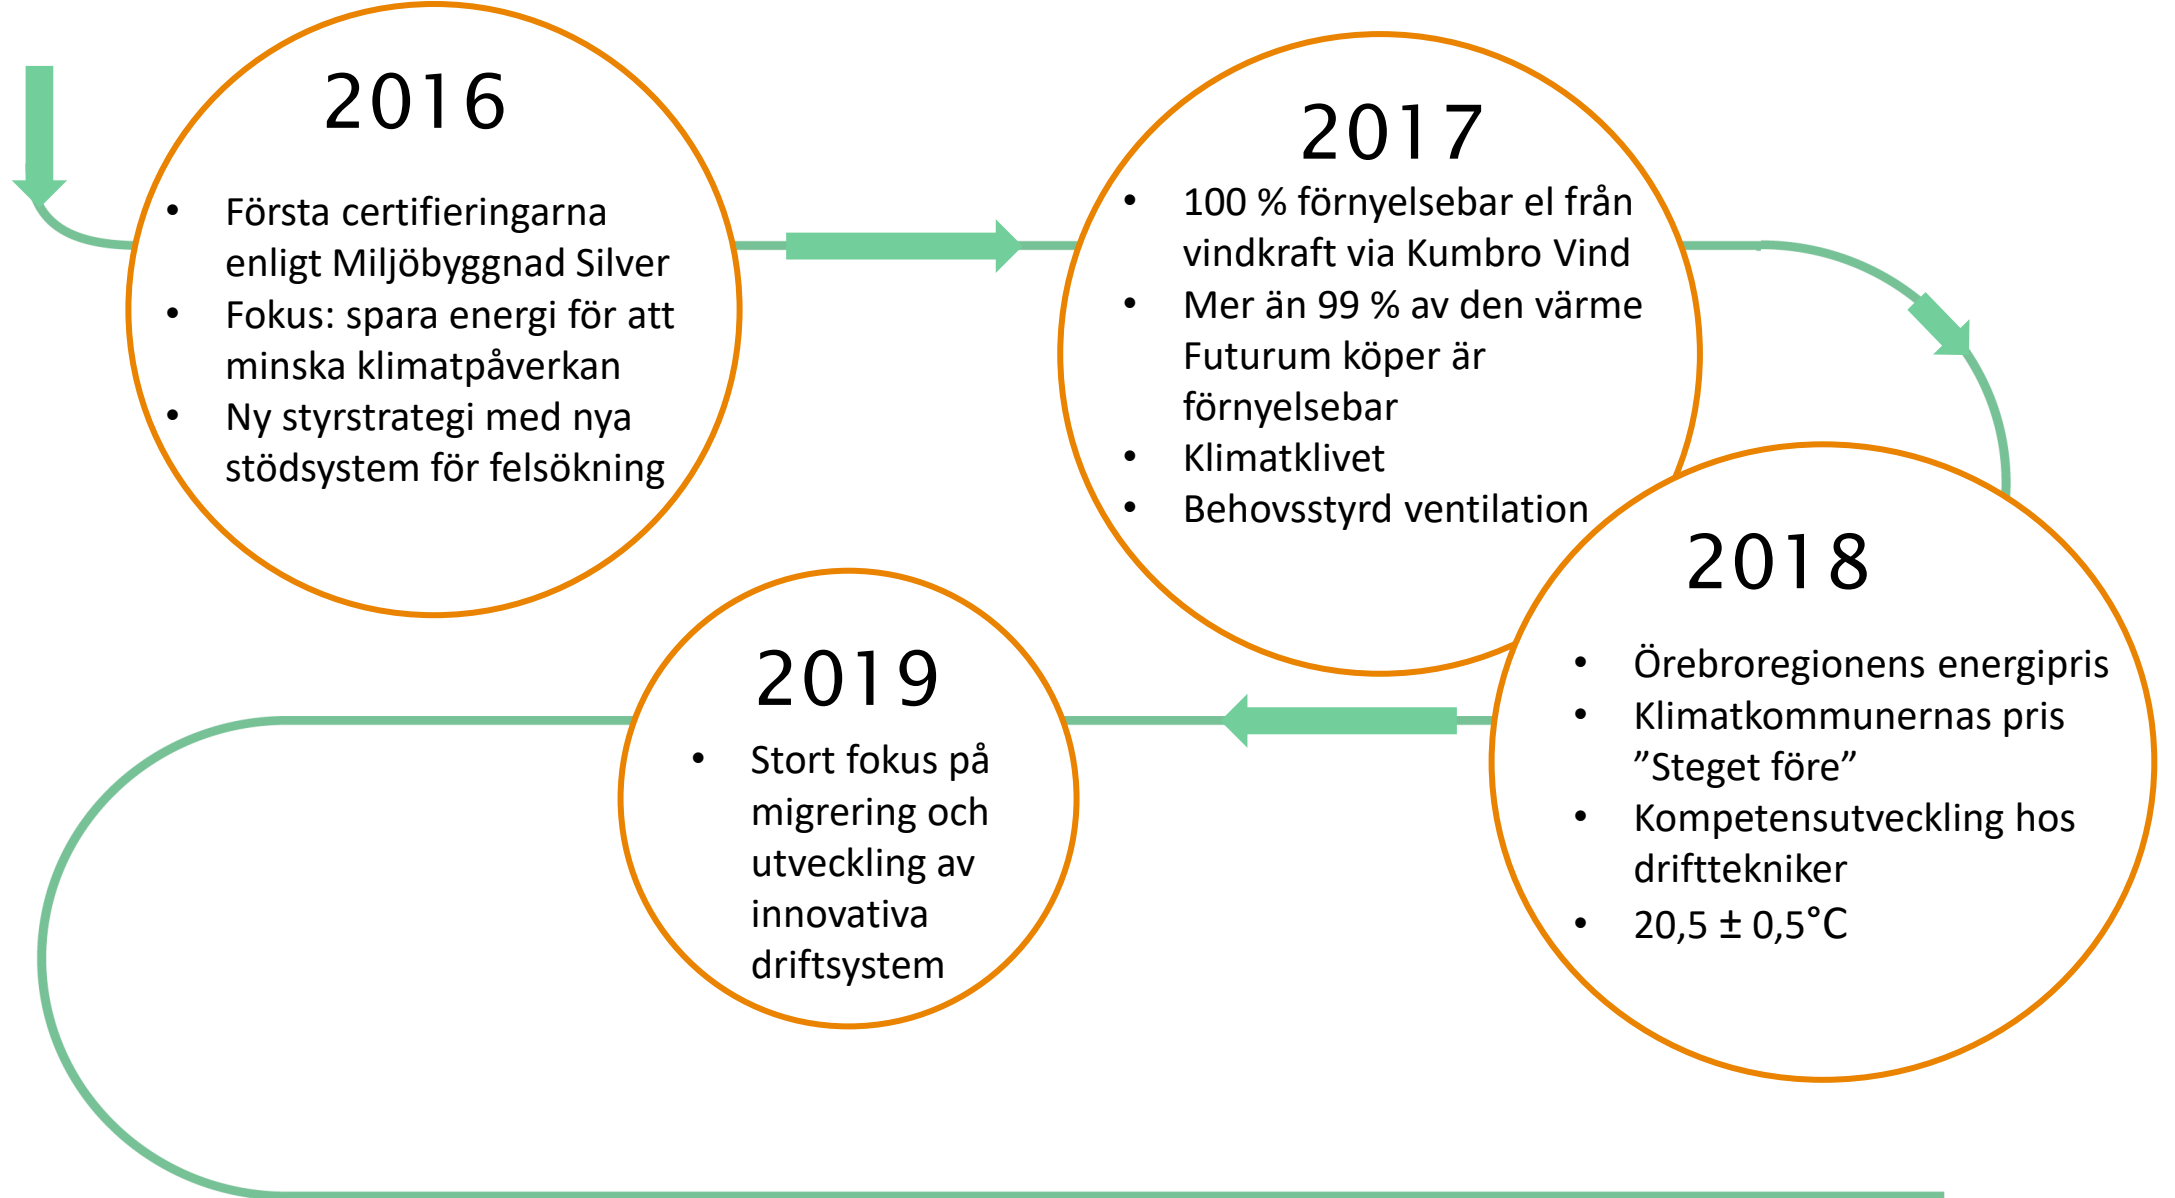 2016
• Första certifieringarna
enligt Miljöbyggnad Silver
• Fokus: spara energi för att
minska klimatpåverkan
• Ny styrstrategi med nya
stödsystem för felsökning
2017
• 100 % förnyelsebar el från
vindkraft via Kumbro Vind
• Mer än 99 % av den värme
Futurum köper är
förnyelsebar
• Klimatklivet
• Behovsstyrd ventilation
2018
• Örebroregionens energipris
• Klimatkommunernas pris
”Steget före”
• Kompetensutveckling hos
drifttekniker
• 20,5 ± 0,5°C
2019
• Stort fokus på
migrering och
utveckling av
innovativa
driftsystem